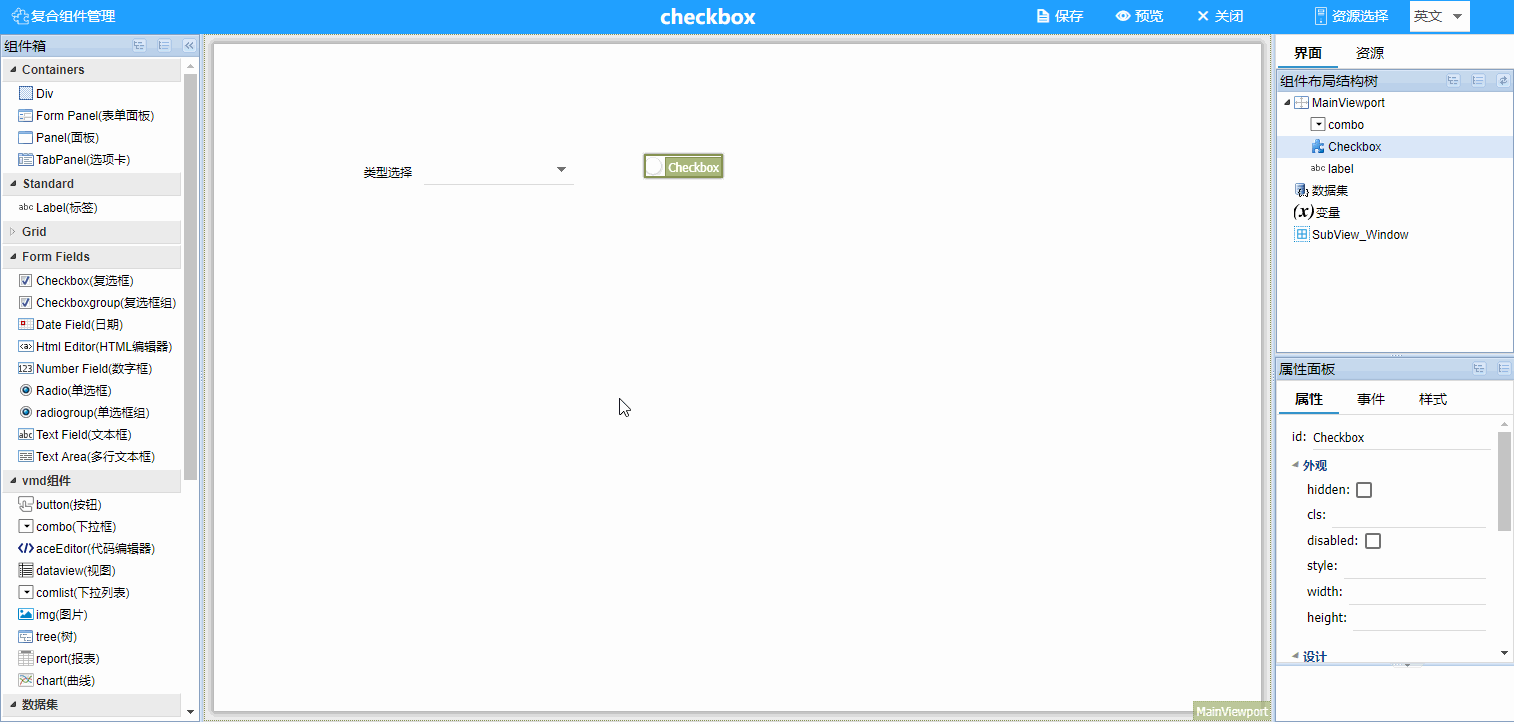 复合组件管理
checkbox
保存
预览
关闭
资源选择
英文
组件箱
Containers
Div
Form Panel(表单面板)
Panel(面板)
TabPanel(选项卡)
Standard
abc Label(标签)
Grid
Form Fields
Checkbox(复选框)
Checkboxgroup(复选框组)
Date Field(日期)
Html Editor(HTML编辑器)
123 Number Field(数字框)
Radio(单选框)
radiogroup(单选框组)
abc Text Field(文本框)
Text Area(多行文本框)
vmd组件
button(按钮)
combo(下拉框)
aceEditor(代码编辑器)
dataview(视图)
comlist(下拉列表)
img(图片)
tree(树)
report(报表)
chart(曲线)
数据集
类型选择
Checkbox
MainViewport
界面
资源
组件布局结构树
MainViewport
combo
Checkbox
abc label
数据集
(x) 变量
SubView_Window
属性面板
属性
事件
样式
id: Checkbox
外观
hidden:
cls:
disabled:
style:
width:
height:
设计